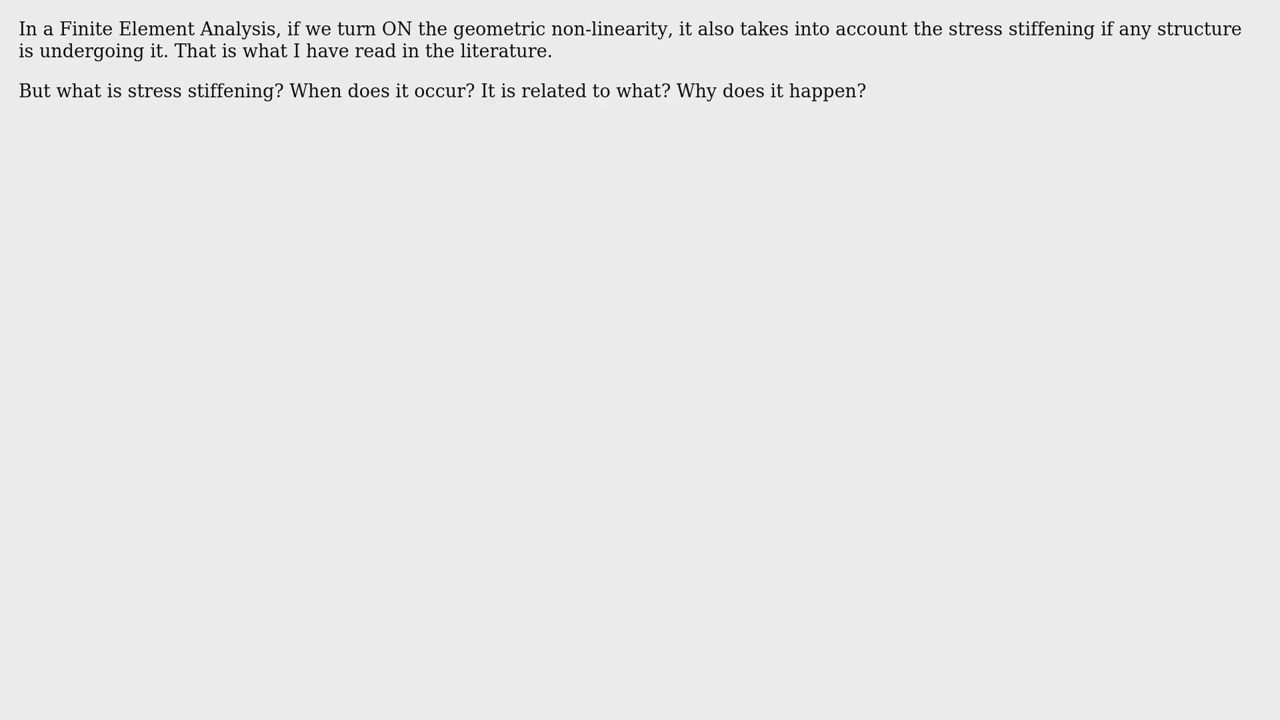 In a Finite Element Analysis, if we turn ON the geometric non-linearity, it also takes into account the stress stiffening if any structure
is undergoing it. That is what I have read in the literature.
But what is stress stiffening? When does it occur? It is related to what? Why does it happen?